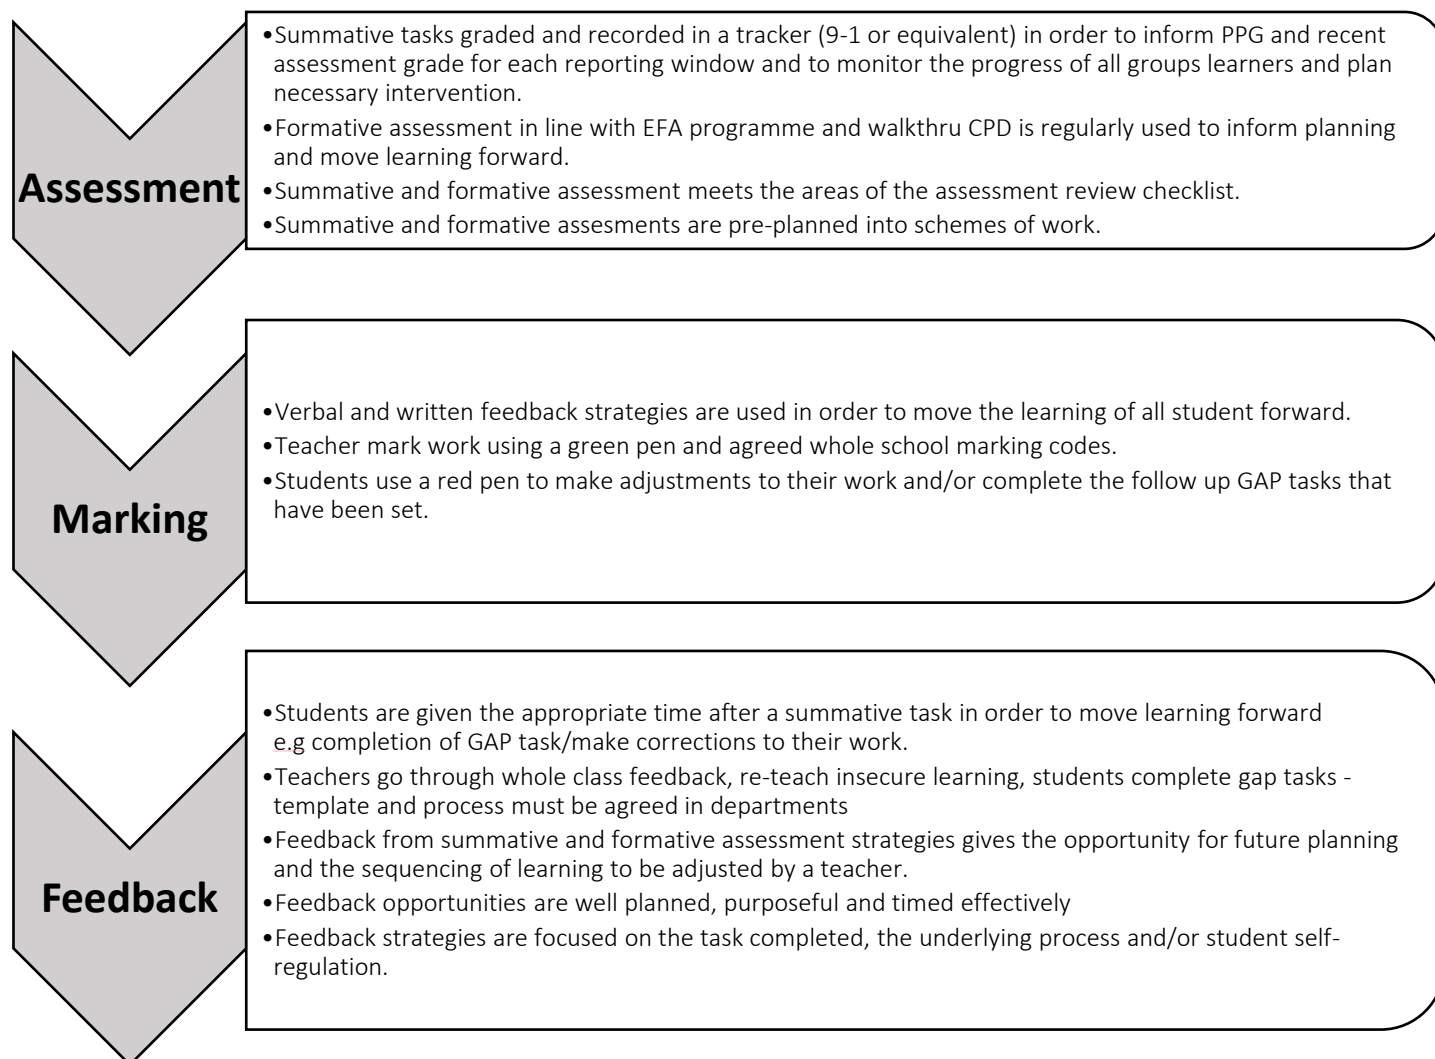 Assessment
•Summative tasks graded and recorded in a tracker (9-1 or equivalent) in order to inform PPG and recent
assessment grade for each reporting window and to monitor the progress of all groups learners and plan
necessary intervention.
•Formative assessment in line with EFA programme and walkthru CPD is regularly used to inform planning
and move learning forward.
•Summative and formative assessment meets the areas of the assessment review checklist.
•Summative and formative assesments are pre-planned into schemes of work.
Marking
•Verbal and written feedback strategies are used in order to move the learning of all student forward.
•Teacher mark work using a green pen and agreed whole school marking codes.
•Students use a red pen to make adjustments to their work and/or complete the follow up GAP tasks that
have been set.
Feedback
•Students are given the appropriate time after a summative task in order to move learning forward
e.g completion of GAP task/make corrections to their work.
•Teachers go through whole class feedback, re-teach insecure learning, students complete gap tasks -
template and process must be agreed in departments
•Feedback from summative and formative assessment strategies gives the opportunity for future planning
and the sequencing of learning to be adjusted by a teacher.
•Feedback opportunities are well planned, purposeful and timed effectively
•Feedback strategies are focused on the task completed, the underlying process and/or student self-
regulation.